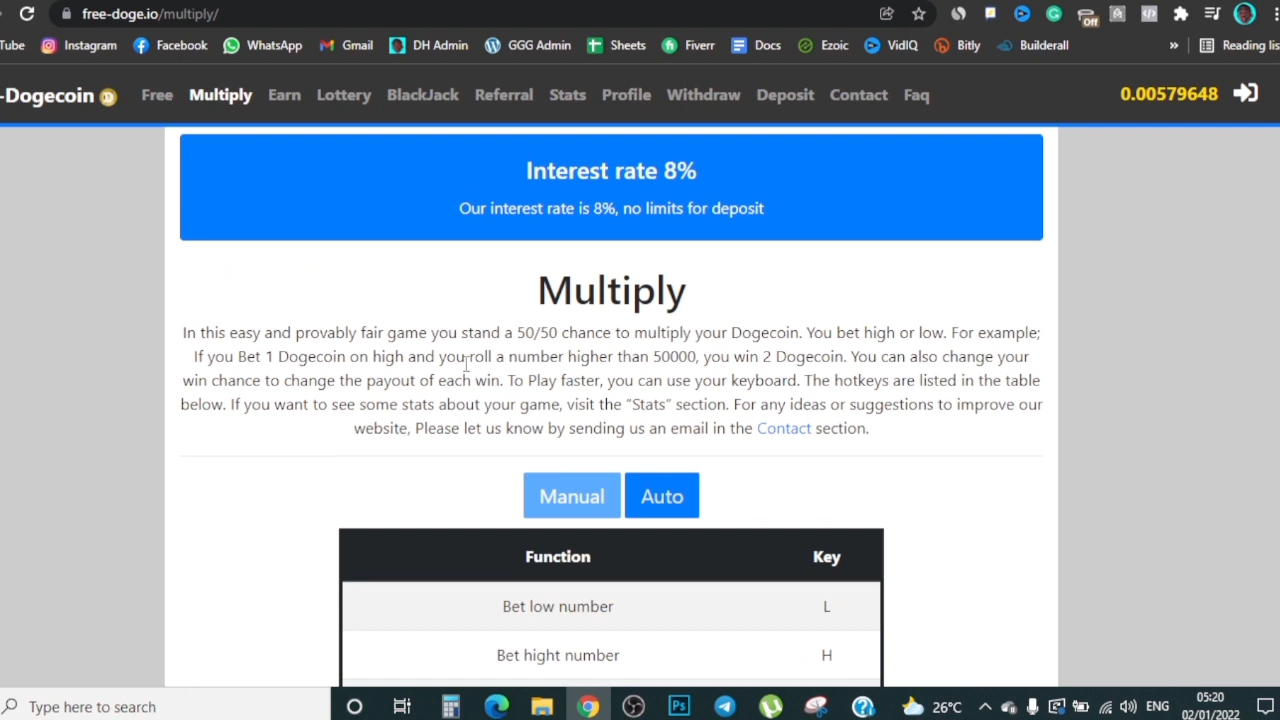 free-doge.io/multiply/
Off
Tube Instagram Facebook WhatsApp Gmail DH Admin GGG Admin Sheets Fiverr Docs Ezoic VidIQ Bitly Builderall » Reading lis
-Dogecoin Free Multiply Earn Lottery BlackJack Referral Stats Profile Withdraw Deposit Contact Faq 0.00579648
Interest rate 8%
Our interest rate is 8%, no limits for deposit
Multiply
In this easy and provably fair game you stand a 50/50 chance to multiply your Dogecoin. You bet high or low. For example;
If you Bet 1 Dogecoin on high and you roll a number higher than 50000, you win 2 Dogecoin. You can also change your
win chance to change the payout of each win. To Play faster, you can use your keyboard. The hotkeys are listed in the table
below. If you want to see some stats about your game, visit the “Stats” section. For any ideas or suggestions to improve our
website, Please let us know by sending us an email in the Contact section.
Manual Auto
Function Key
Bet low number L
Bet hight number H
Type here to search Ps 26°C ENG 05:20
02/01/2022